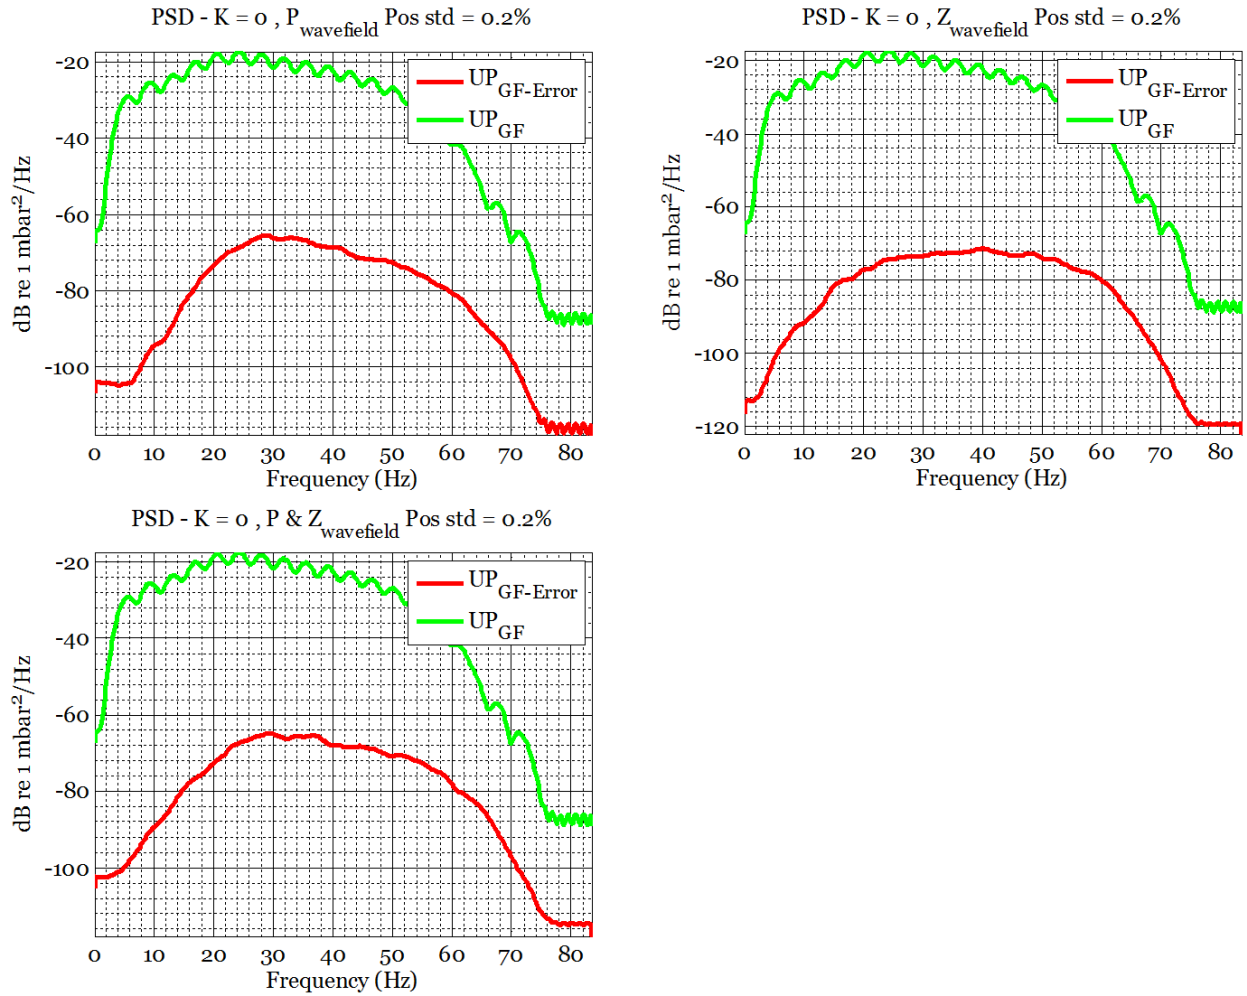 PSD - K = 0 , P wavefield Pos std = 0.2%
-20
-40
-60
-80
-100
dB re 1 mbar²/Hz
UP GF-Error
UP GF
0 10 20 30 40 50 60 70 80
Frequency (Hz)
PSD - K = 0 , Z wavefield Pos std = 0.2%
-20
-40
-60
-80
-100
-120
dB re 1 mbar²/Hz
UP GF-Error
UP GF
0 10 20 30 40 50 60 70 80
Frequency (Hz)
PSD - K = 0 , P & Z wavefield Pos std = 0.2%
-20
-40
-60
-80
-100
dB re 1 mbar²/Hz
UP GF-Error
UP GF
0 10 20 30 40 50 60 70 80
Frequency (Hz)